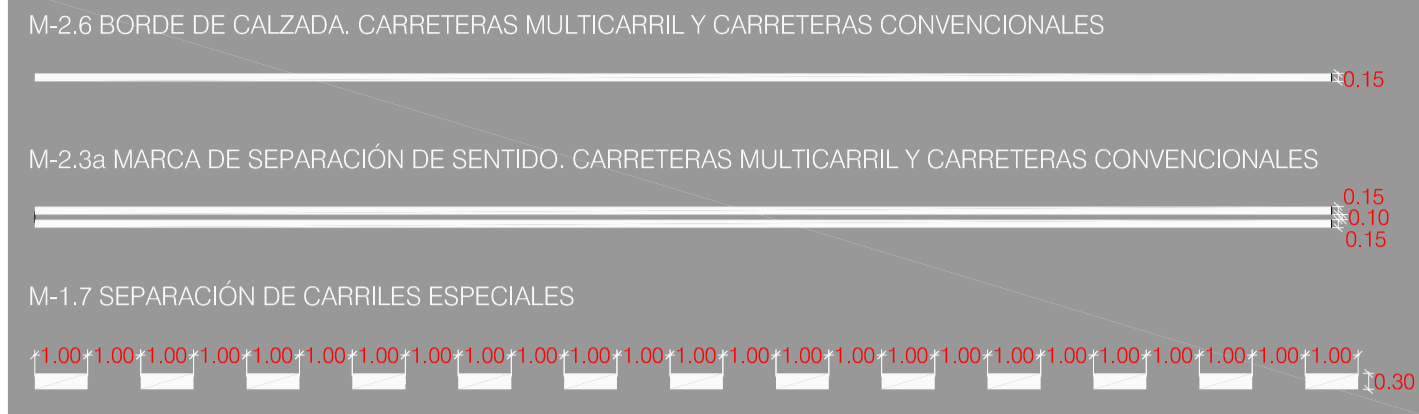 M-2.6 BORDE DE CALZADA. CARRETERAS MULTICARRIL Y CARRETERAS CONVENCIONALES
0.15
M-2.3a MARCA DE SEPARACIÓN DE SENTIDO. CARRETERAS MULTICARRIL Y CARRETERAS CONVENCIONALES
0.15
0.10
0.15
M-1.7 SEPARACIÓN DE CARRILES ESPECIALES
1.00 1.00 1.00 1.00 1.00 1.00 1.00 1.00 1.00 1.00 1.00 1.00 1.00 1.00 1.00 1.00 1.00 1.00 1.00 1.00 1.00 1.00 1.00 1.00 1.00
0.30